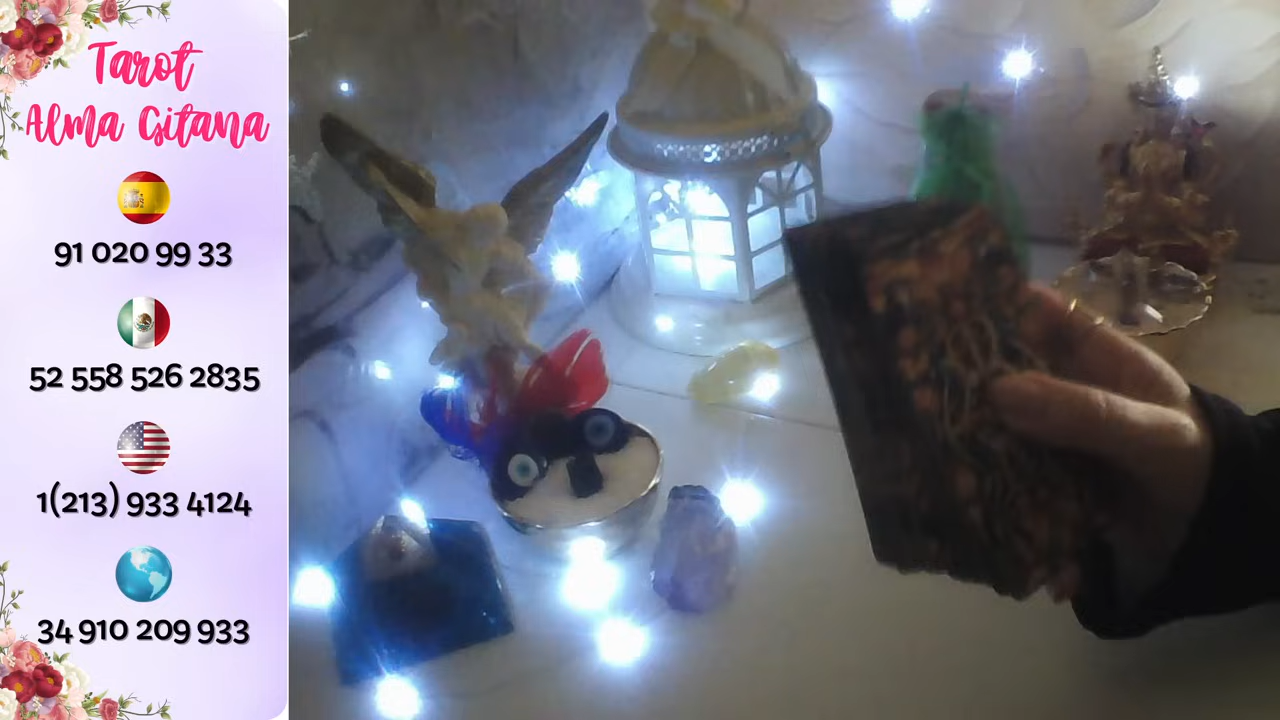 Tarot
Alma Gitana
91 020 99 33
52 558 526 2835
1(213) 933 4124
34 910 209 933